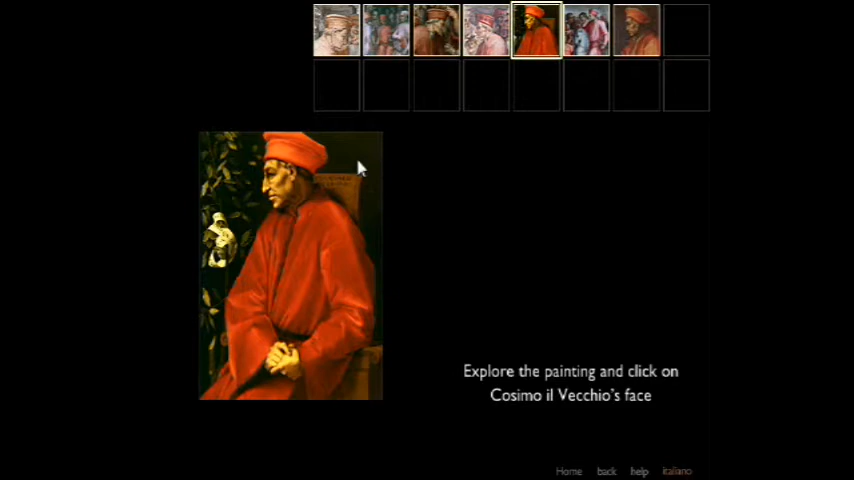 Explore the painting and click on
Cosimo il Vecchio's face
Home back help italiano